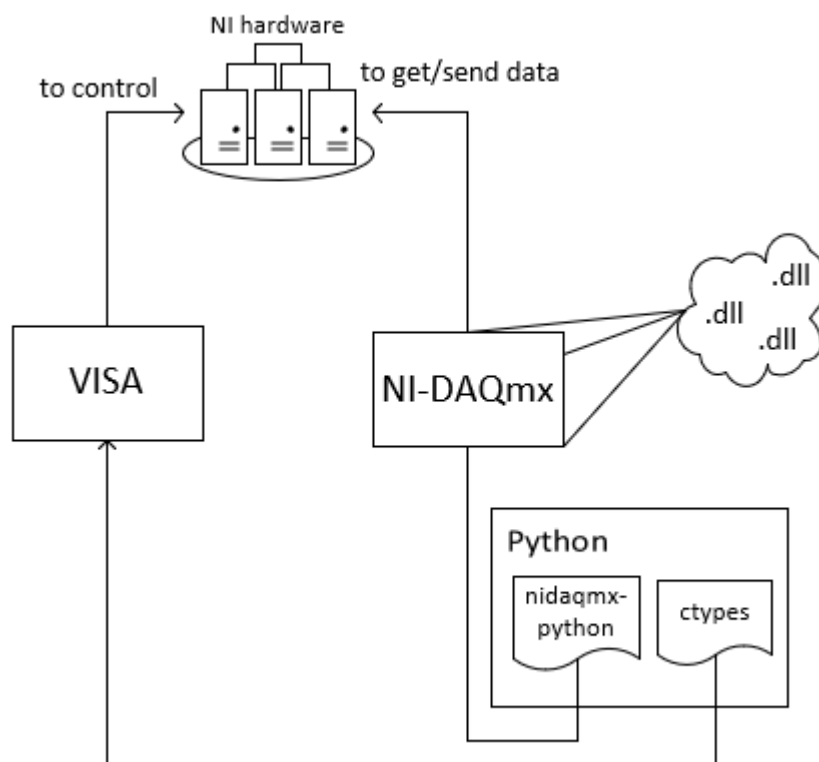 NI hardware
to control
to get/send data
.dll
.dll
.dll
VISA
NI-DAQmx
Python
nidaqmx-
python
ctypes